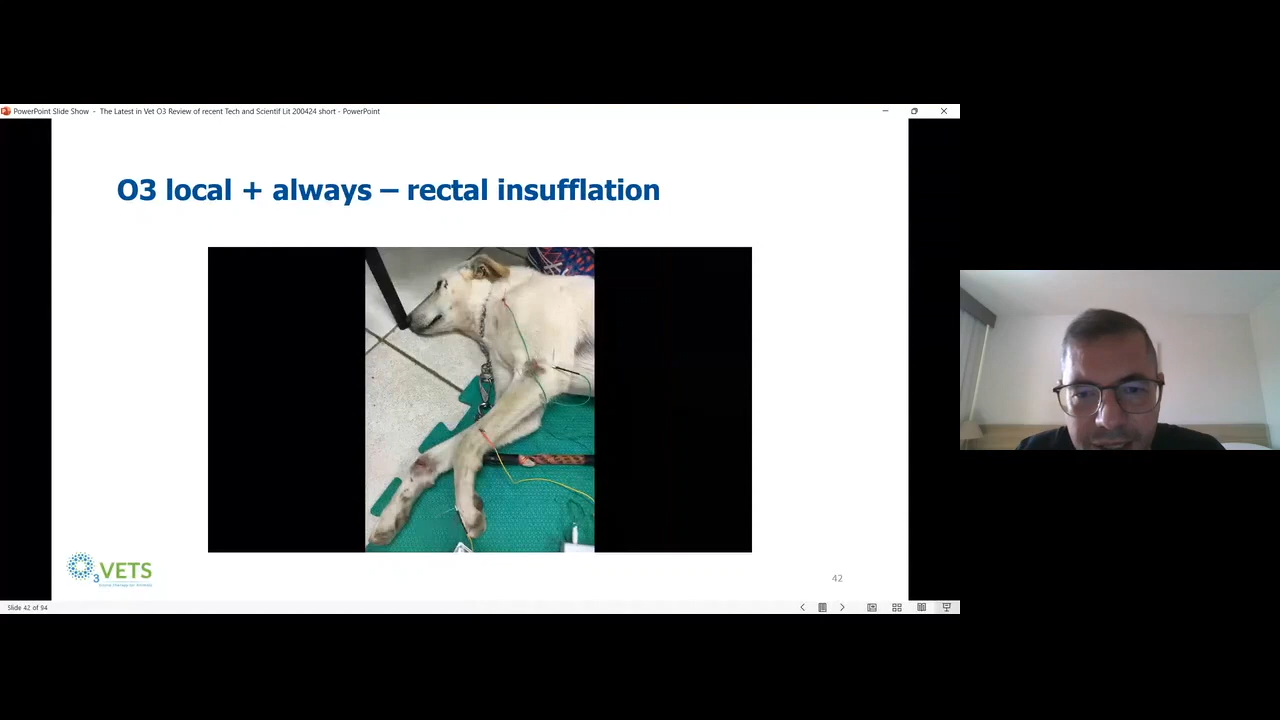 PowerPoint Slide Show - The Latest in Vet O3 Review of recent Tech and Scientif Lit 200424 short - PowerPoint
O3 local + always – rectal insufflation
3VETS
42
Slide 42 of 94